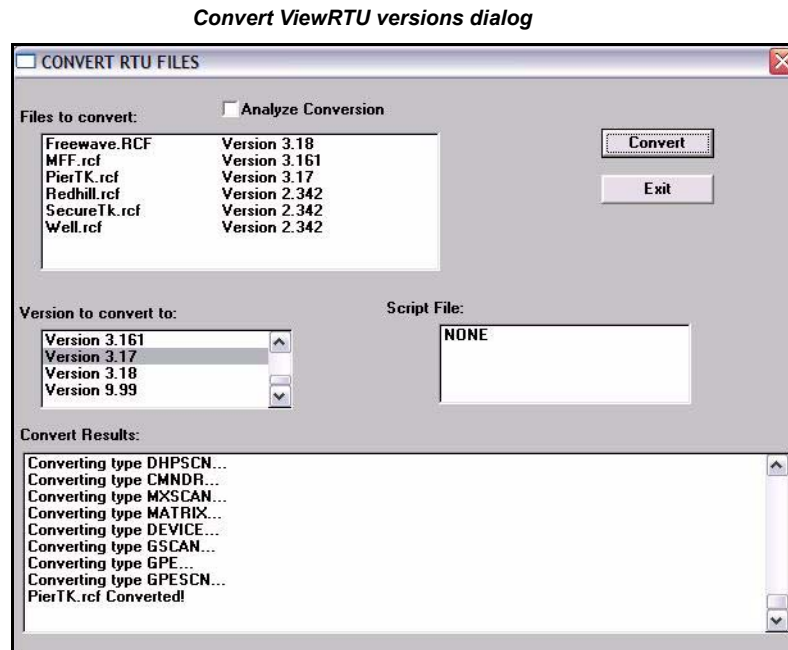 Convert ViewRTU versions dialog
CONVERT RTU FILES
Files to convert:
Analyze Conversion
Freewave.RCF Version 3.18
MFF.rcf Version 3.161
PierTK.rcf Version 3.17
Redhill.rcf Version 2.342
SecureTk.rcf Version 2.342
Well.rcf Version 2.342
Convert
Exit
Version to convert to:
Version 3.161
Version 3.17
Version 3.18
Version 9.99
Script File:
NONE
Convert Results:
Converting type DHPSCN...
Converting type CMNDR...
Converting type MXSCAN...
Converting type MATRIX...
Converting type DEVICE...
Converting type GSCAN...
Converting type GPE...
Converting type GPESCN...
PierTK.rcf Converted!